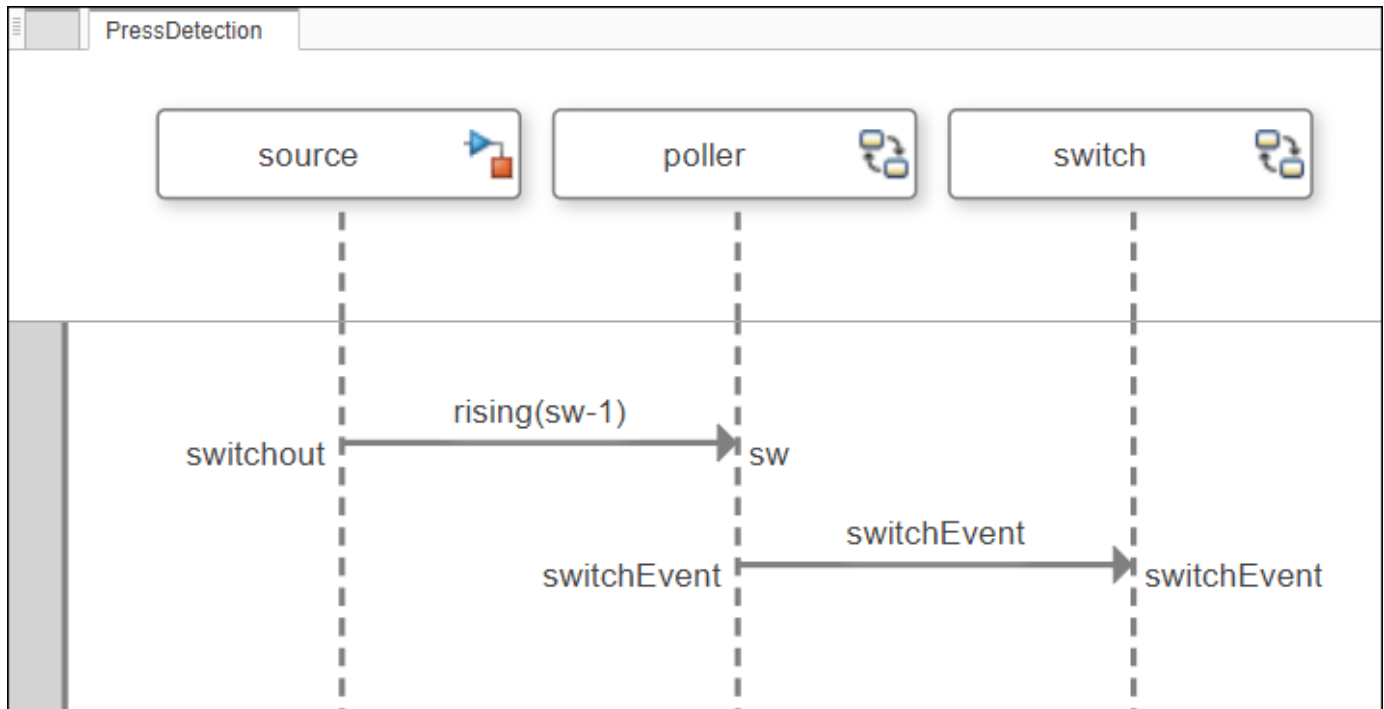 PressDetection
source
poller
switch
rising(sw-1)
switchout
sw
switchEvent
switchEvent
switchEvent